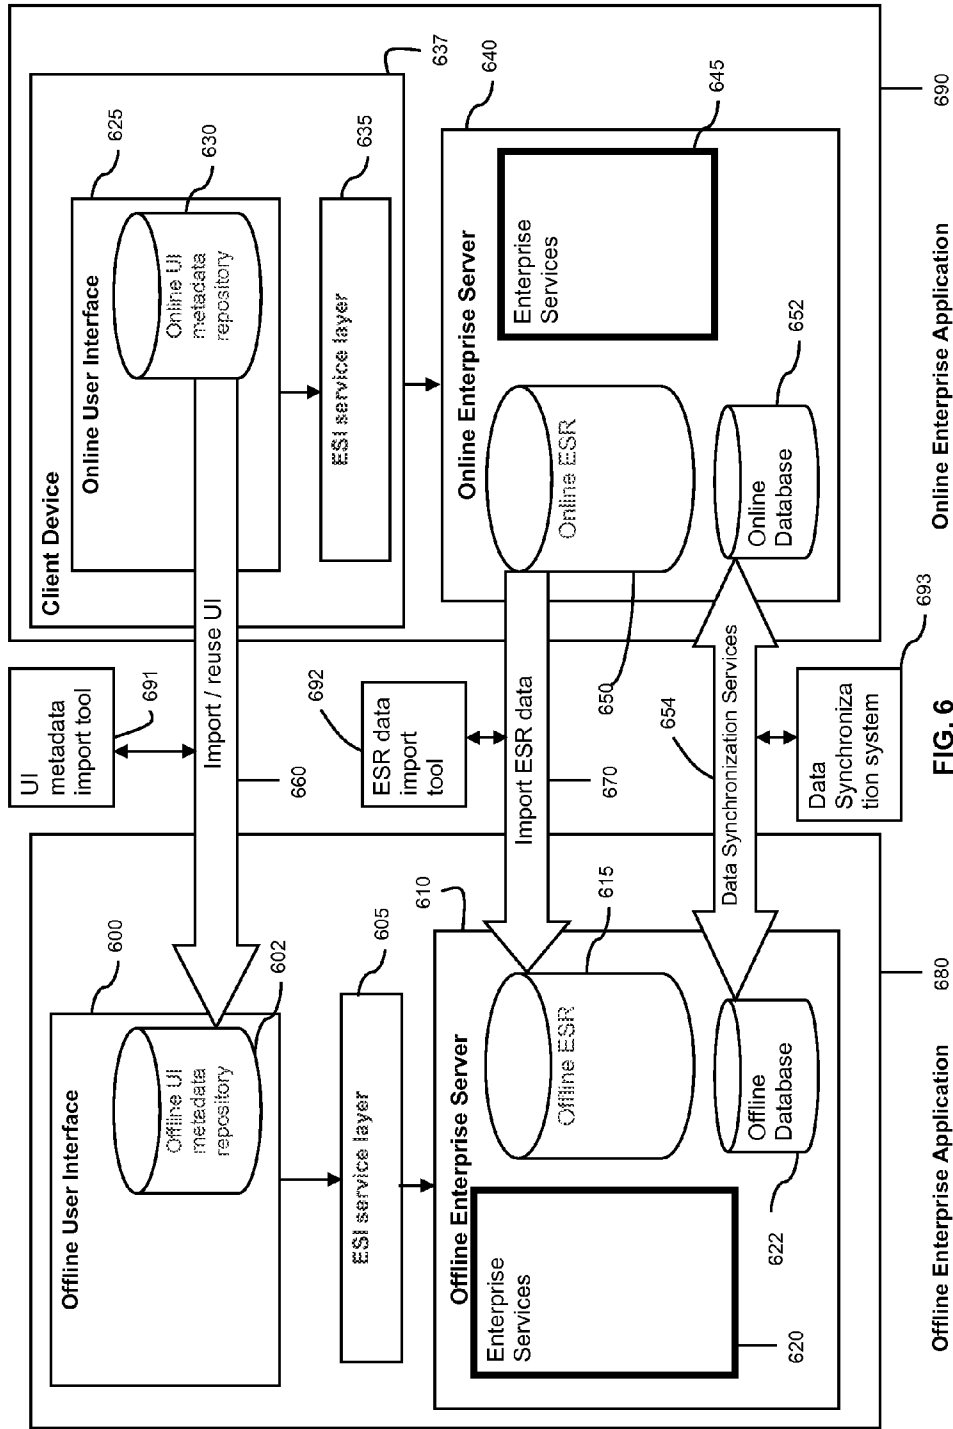 Offline User Interface
600
Offline UI
metadata
repository
602
ESI service layer
605
Offline Enterprise Server
610
Enterprise
Services
620
Offline ESR
615
Offline
Database
622
680
Offline Enterprise Application
UI
metadata
import tool
691
Import / reuse UI
660
692
ESR data
import
tool
Import ESR data
670
650
654
Data Synchronization Services
Data
Synchroniza
tion system
693
FIG. 6
Client Device
637
Online User Interface
625
Online UI
metadata
repository
630
ESI service layer
635
Online Enterprise Server
640
Online ESR
Enterprise
Services
645
Online
Database
652
690
Online Enterprise Application